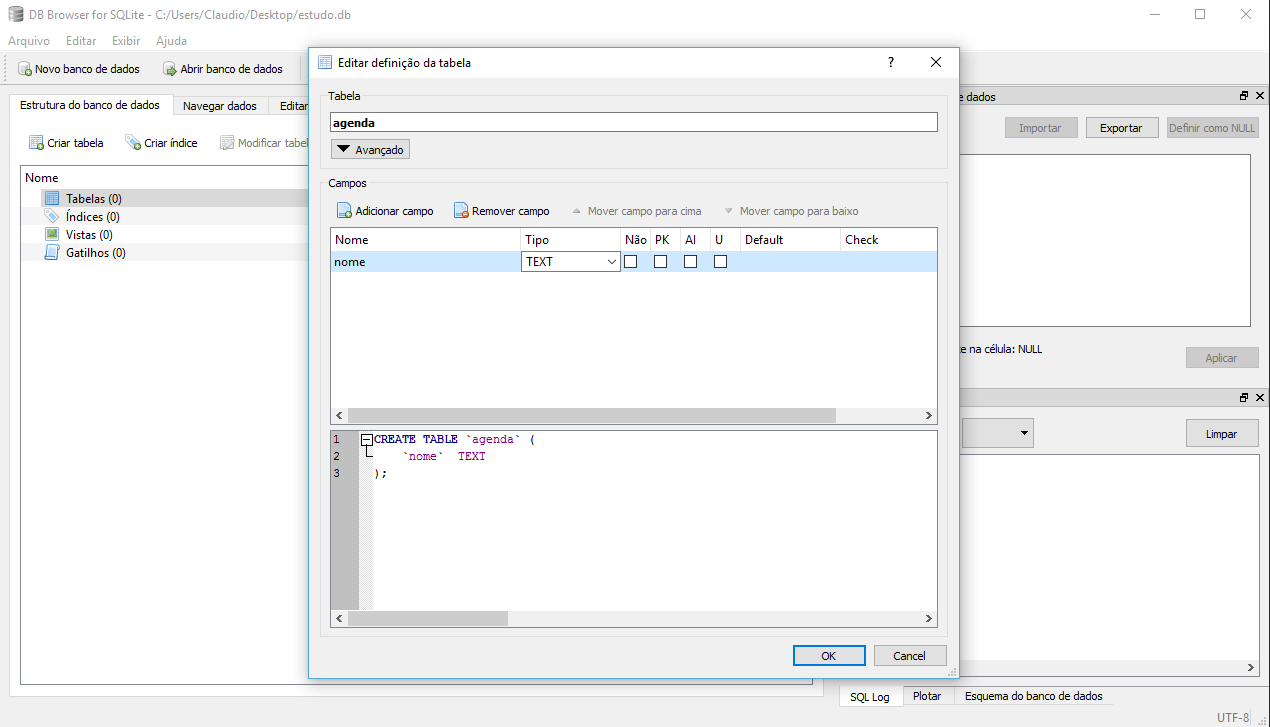 DB Browser for SQLite - C:/Users/Claudio/Desktop/estudo.db
Arquivo Editar Exibir Ajuda
Novo banco de dados Abrir banco de dados
Estrutura do banco de dados Navegar dados Editar
Criar tabela Criar índice Modificar tabel
Nome
Tabelas (0)
Índices (0)
Vistas (0)
Gatilhos (0)
Editar definição da tabela ?
Tabela
agenda
Avançado
Campos
Adicionar campo Remover campo Mover campo para cima Mover campo para baixo
Nome Tipo Não PK AI U Default Check
nome TEXT
1 CREATE TABLE `agenda` (
2 `nome` TEXT
3 );
OK Cancel
e dados
Importar Exportar Definir como NULL
te na célula: NULL
Aplicar
Limpar
SQL Log Plotar Esquema do banco de dados
UTF-8